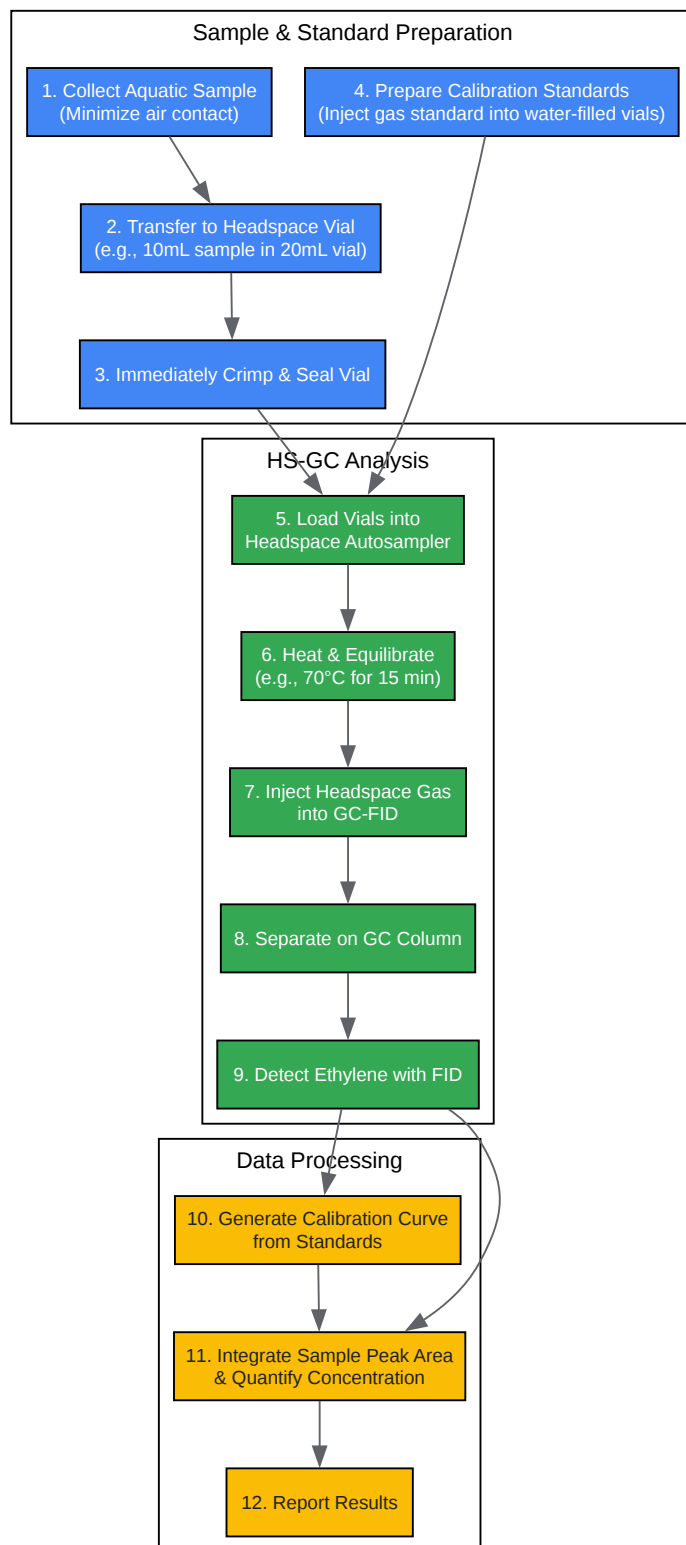 Sample & Standard Preparation
1. Collect Aquatic Sample
(Minimize air contact)
4. Prepare Calibration Standards
(Inject gas standard into water-filled vials)
2. Transfer to Headspace Vial
(e.g., 10mL sample in 20mL vial)
3. Immediately Crimp & Seal Vial
HS-GC Analysis
5. Load Vials into
Headspace Autosampler
6. Heat & Equilibrate
(e.g., 70°C for 15 min)
7. Inject Headspace Gas
into GC-FID
8. Separate on GC Column
9. Detect Ethylene with FID
Data Processing
10. Generate Calibration Curve
from Standards
11. Integrate Sample Peak Area
& Quantify Concentration
12. Report Results